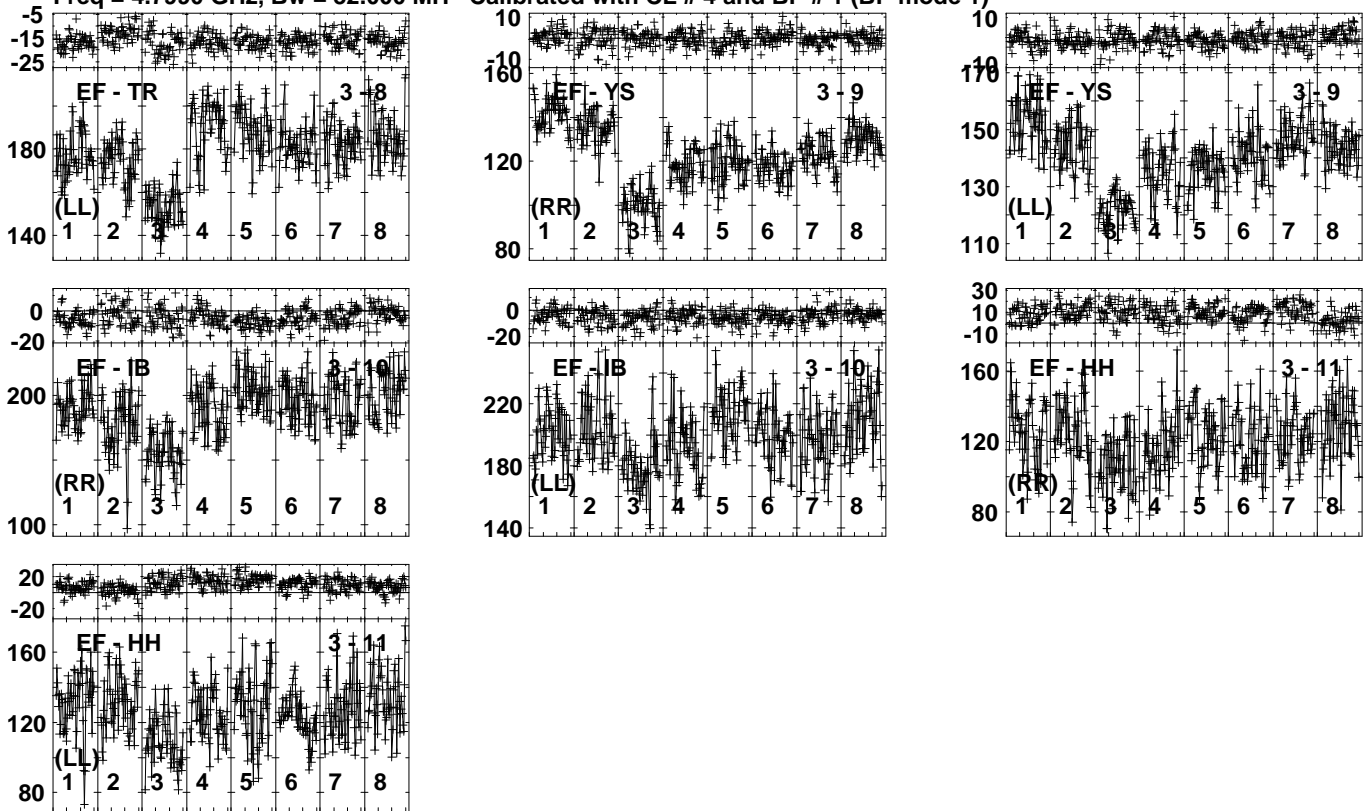 Freq = GHz, Bw = 32.000 MH Calibrated with CL # 4 and BP # 1 (BP mode 1)
-5
-15
-25
EF - TR 3 - 8
180
140
(LL)
1 2 3 4 5 6 7 8
10
-10
160
EF - YS 3 - 9
120
80
(RR)
1 2 3 4 5 6 7 8
10
-10
170
EF - YS 3 - 9
150
130
110
(LL)
1 2 3 4 5 6 7 8
0
-20
EF - IB 3 - 10
200
100
(RR)
1 2 3 4 5 6 7 8
0
-20
EF - IB 3 - 10
220
180
140
(LL)
1 2 3 4 5 6 7 8
30
10
-10
EF - HH 3 - 11
160
120
80
(RR)
1 2 3 4 5 6 7 8
20
-20
EF - HH 3 - 11
160
120
80
(LL)
1 2 3 4 5 6 7 8